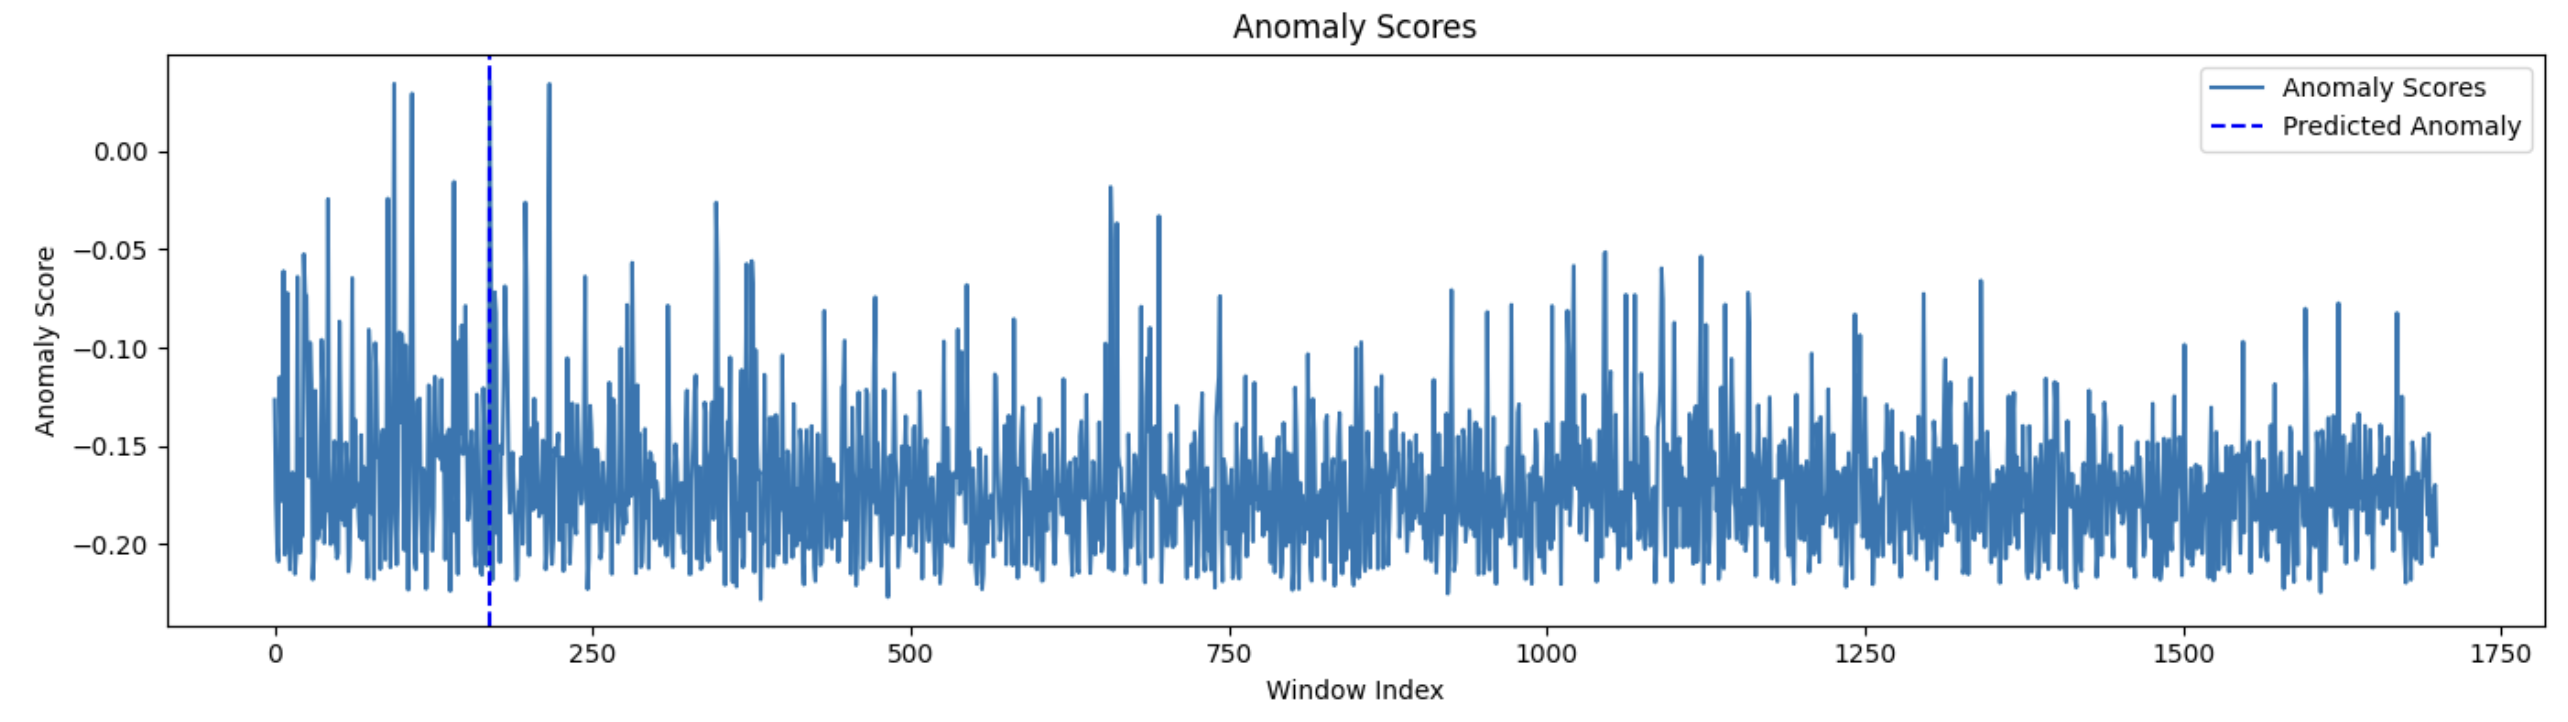 Anomaly Scores
Anomaly Scores
Predicted Anomaly
Anomaly Score
0.00
−0.05
−0.10
−0.15
−0.20
0
250
500
750
1000
1250
1500
1750
Window Index